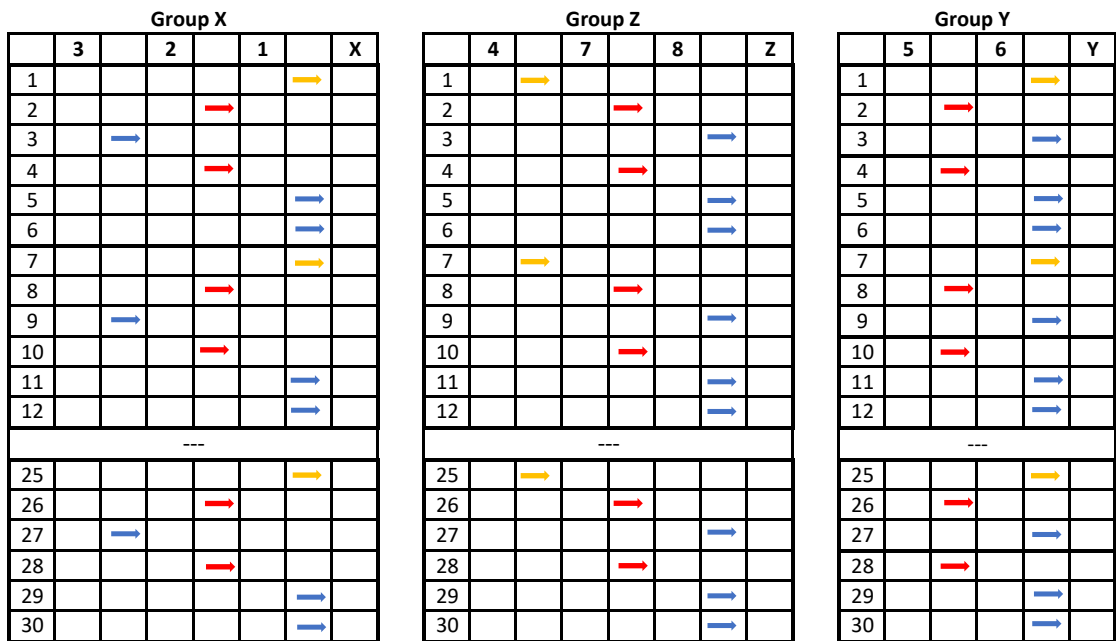 Group X Group Z Group Y
3 2 1 X 4 7 8 Z 5 6 Y
1 1 1
2 2 2
3 3 3
4 4 4
5 5 5
6 6 6
7 7 7
8 8 8
9 9 9
10 10 10
11 11 11
12 12 12
--- --- ---
25 25 25
26 26 26
27 27 27
28 28 28
29 29 29
30 30 30